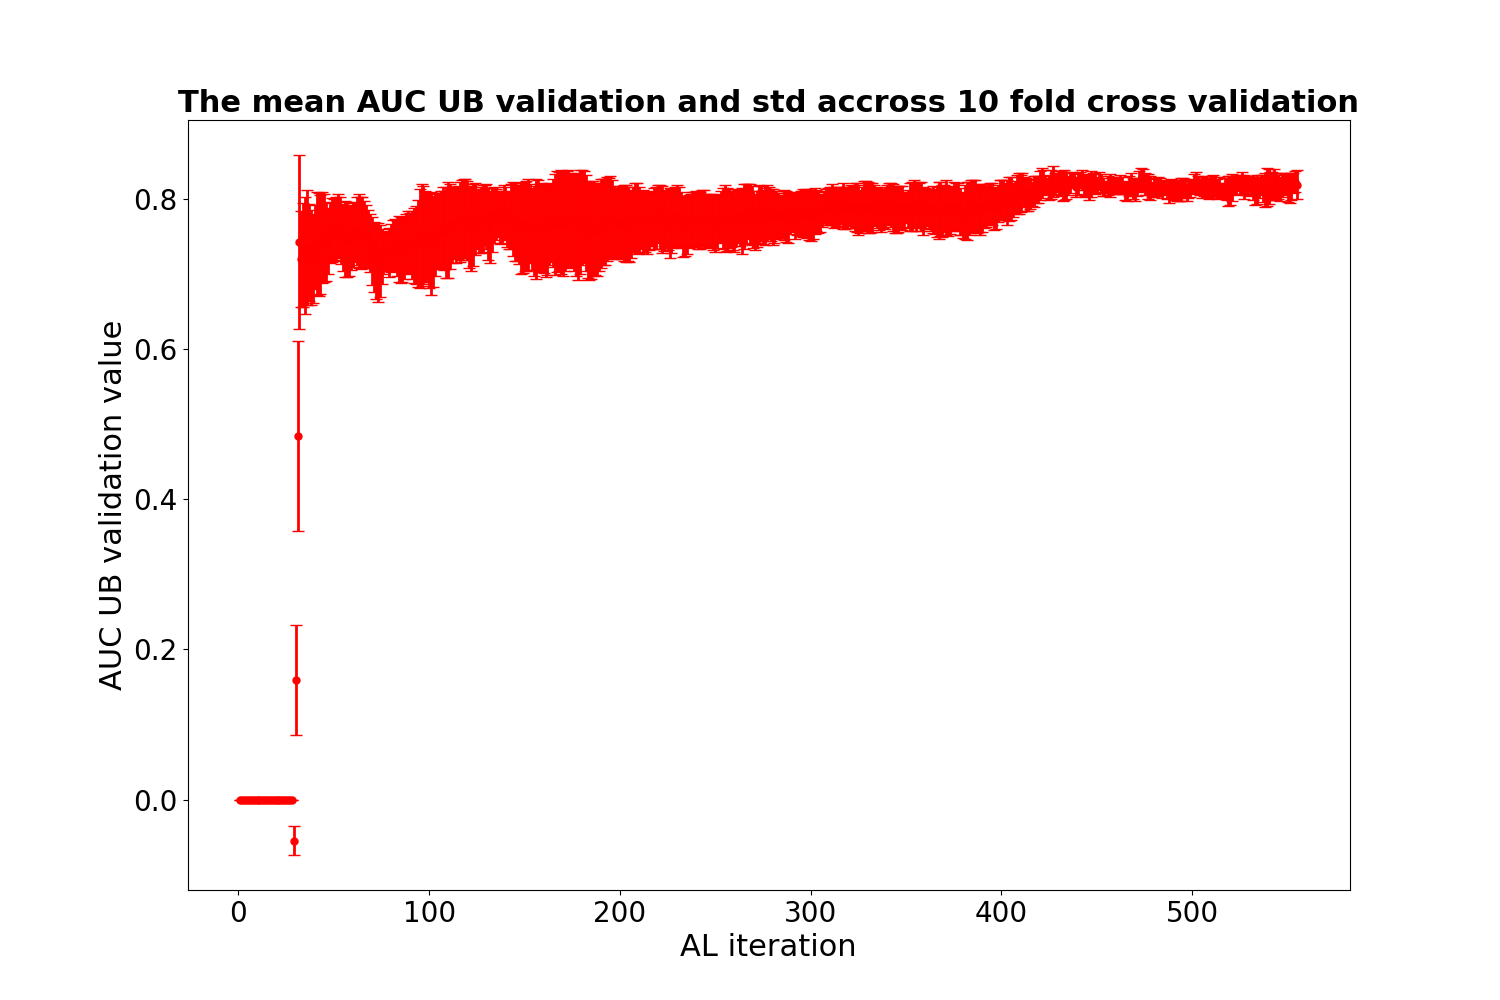 The mean AUC UB validation and std accross 10 fold cross validation
0.8
0.6
0.4
0.2
0.0
AUC UB validation value
0 100 200 300 400 500
AL iteration